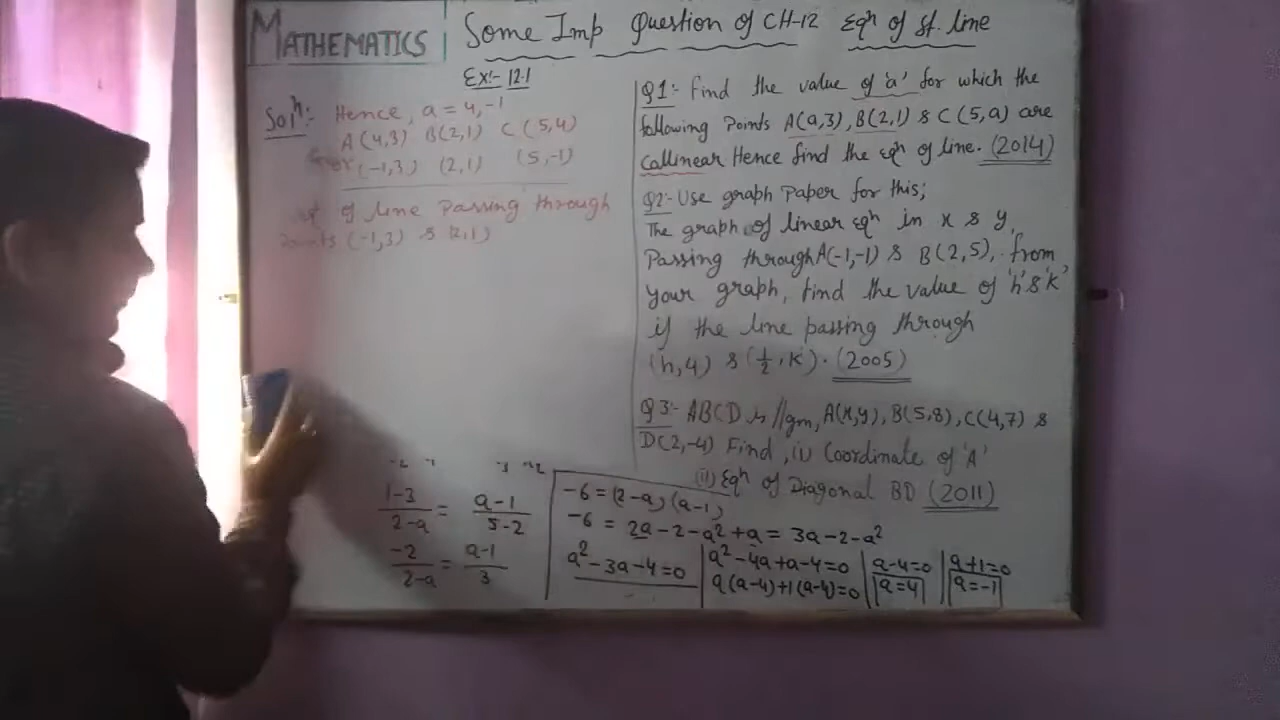 MATHEMATICS
Some Imp Question of CH-12 Eqⁿ of st. line
Ex:- 12.1
Solⁿ:- Hence, a = 4, -1
A(4,3) B(2,1) C(5,4)
or (-1,3) (2,1) (5,-1)
of line Passing through
Points (-1,3) & (2,1)
1-3/2-a = a-1/5-2
-2/2-a = a-1/3
-6 = (2-a)(a-1)
-6 = 2a-2-a²+a = 3a-2-a²
a²-3a-4=0
a²-4a+a-4=0
a(a-4)+1(a-4)=0
a-4=0
a=4
a+1=0
a=-1
Q1:- Find the value of 'a' for which the
following Points A(a,3), B(2,1) & C(5,a) are
collinear Hence find the Eqⁿ of line. (2014)
Q2:- Use graph Paper for this;
The graph of linear Eqⁿ in x & y,
Passing through A(-1,-1) & B(2,5), from
your graph, find the value of 'h' & 'k'
if the line passing through
(h,4) & (1/2, K). (2005)
Q3:- ABCD is //gm, A(x,y), B(5,8), C(4,7) &
D(2,-4) Find, (i) Coordinate of 'A'
(ii) Eqⁿ of Diagonal BD (2011)